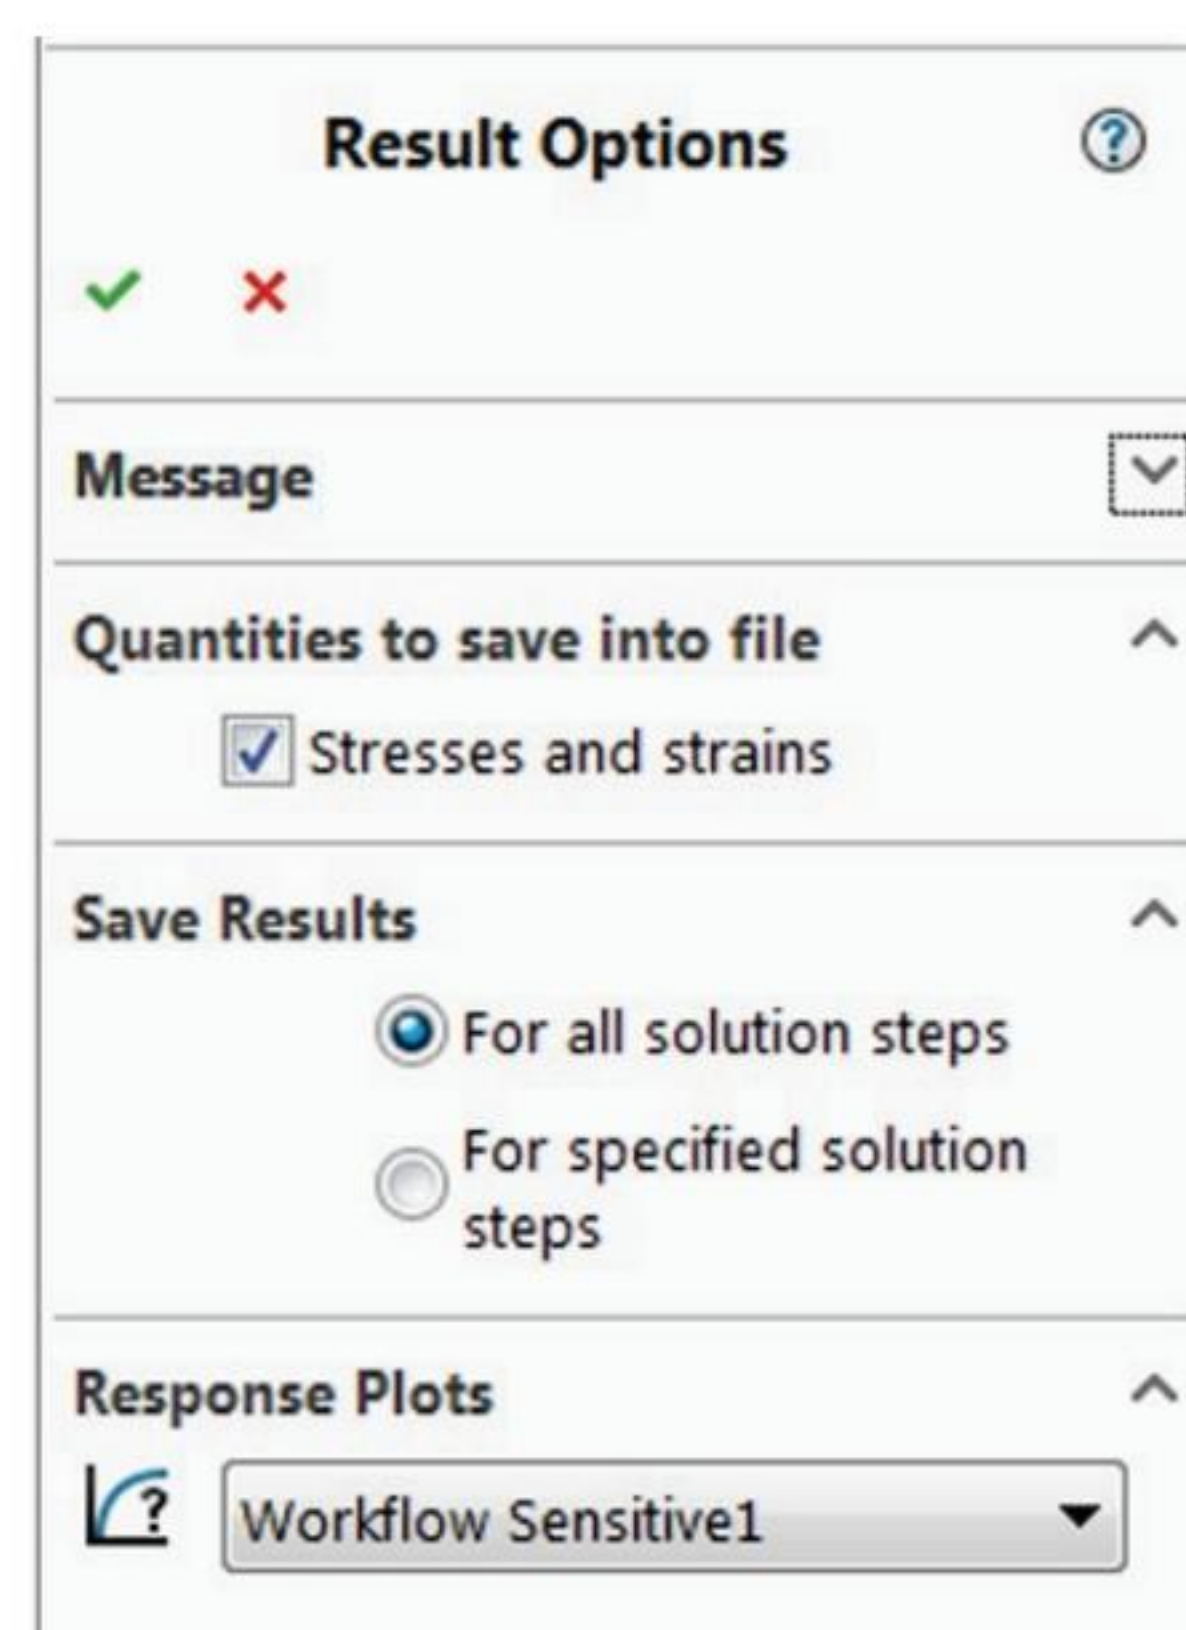 Result Options
?
Message
Quantities to save into file
Stresses and strains
Save Results
For all solution steps
For specified solution
steps
Response Plots
?
Workflow Sensitive1